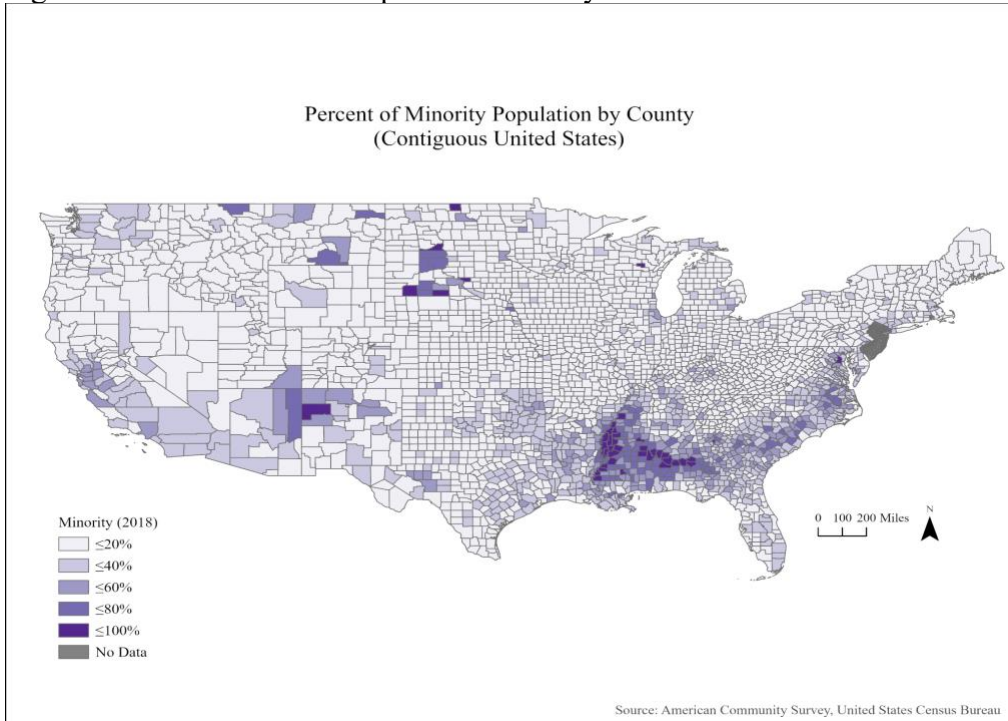 Percent of Minority Population by County
(Contiguous United States)
Minority (2018)
≤20%
≤40%
≤60%
≤80%
≤100%
No Data
0 100 200 Miles
N
Source: American Community Survey, United States Census Bureau